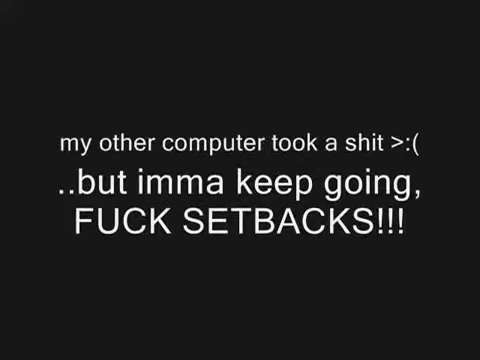 my other computer took a shit >:(
..but imma keep going,
FUCK SETBACKS!!!